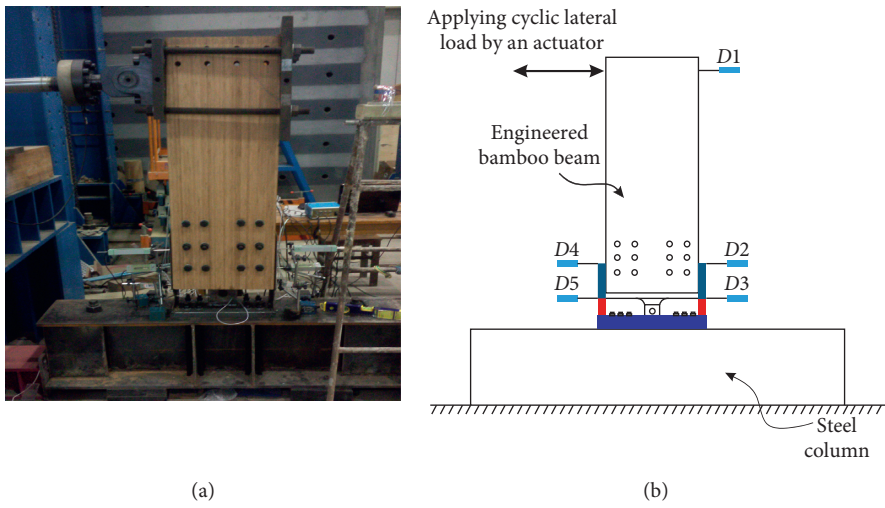 Applying cyclic lateral
load by an actuator
D1
Engineered
bamboo beam
D4
D2
D5
D3
Steel
column
(a)
(b)